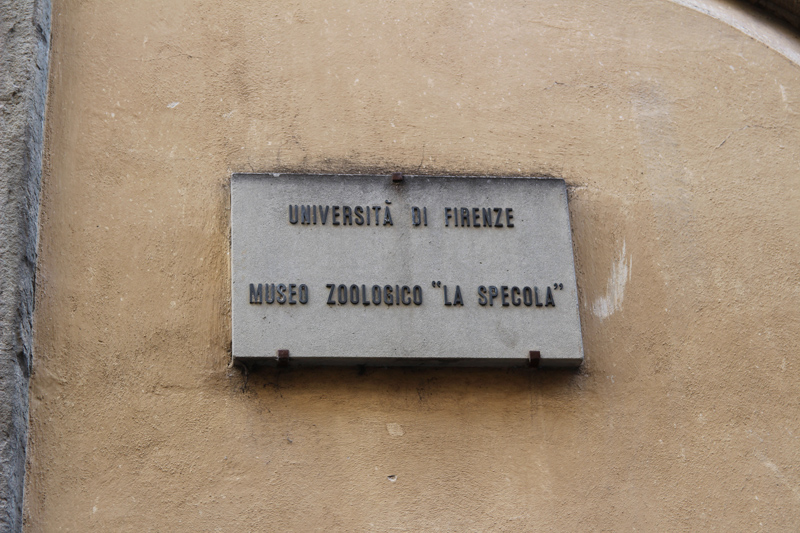 UNIVERSITÀ DI FIRENZE
MUSEO ZOOLOGICO “LA SPECOLA”